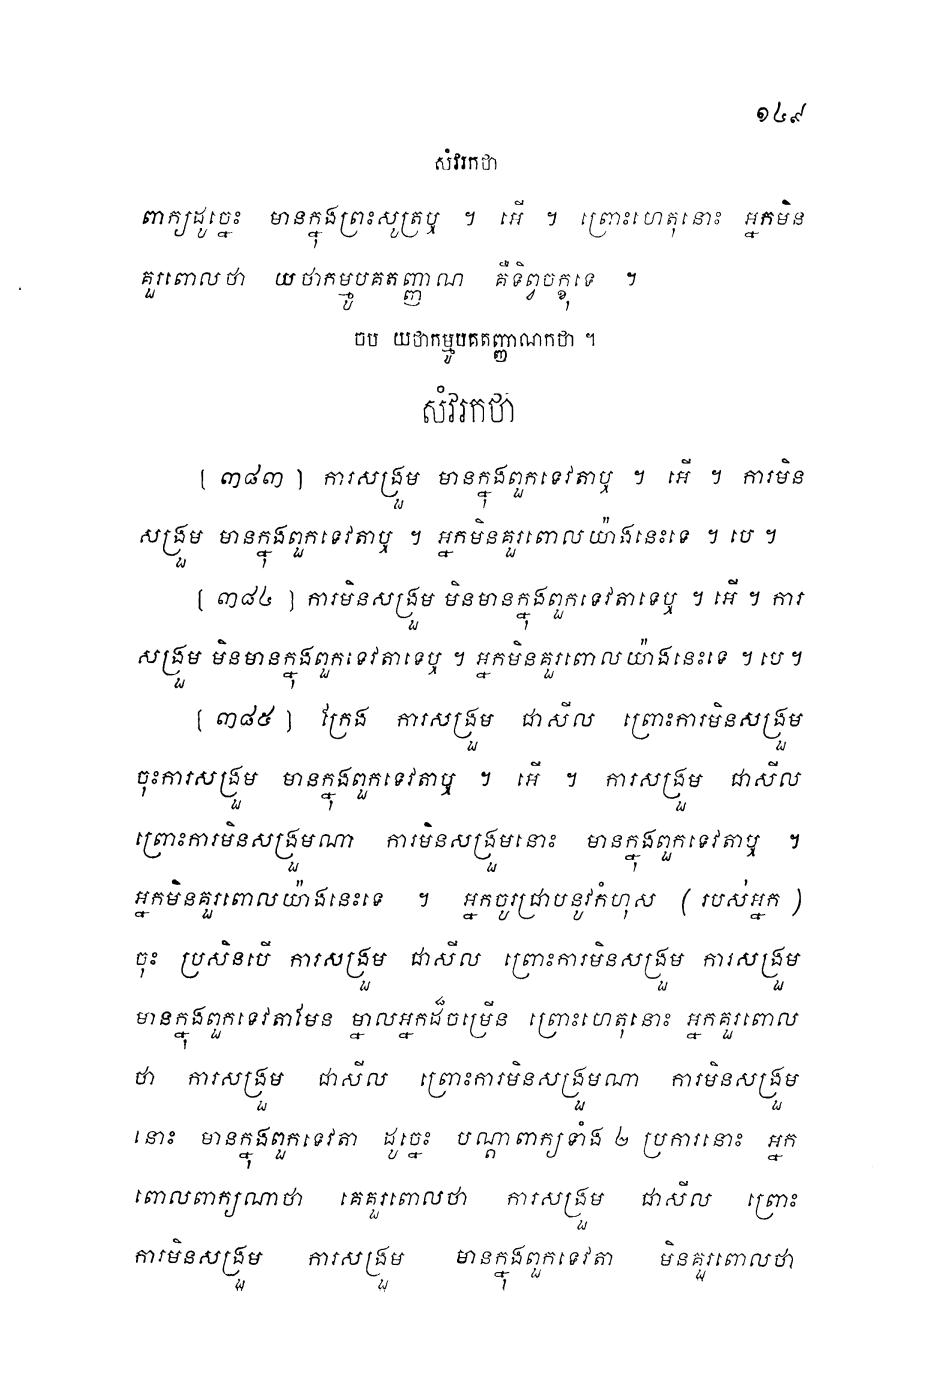 ១៤៩
សំវរកថា
ពាក្យដូច្នេះ មានក្នុងព្រះសូត្រឬ ។ អើ ។ ព្រោះហេតុនោះ អ្នកមិន
គួរពោលថា យថាកម្មូបគតញ្ញាណ គឺទិព្វចក្ខុទេ ។
ចប យថាកម្មូបគតញ្ញាណកថា ។
សំវរកថា
[ ៣៨៣ ] ការសង្រួម មានក្នុងពួកទេវតាឬ ។ អើ ។ ការមិន
សង្រួម មានក្នុងពួកទេវតាឬ ។ អ្នកមិនគួរពោលយ៉ាងនេះទេ ។ បេ ។
[ ៣៨៤ ] ការមិនសង្រួម មិនមានក្នុងពួកទេវតាទេឬ ។ អើ ។ ការ
សង្រួម មិនមានក្នុងពួកទេវតាទេឬ ។ អ្នកមិនគួរពោលយ៉ាងនេះទេ ។ បេ ។
[ ៣៨៥ ] ក្រែង ការសង្រួម ជាសីល ព្រោះការមិនសង្រួម
ចុះការសង្រួម មានក្នុងពួកទេវតាឬ ។ អើ ។ ការសង្រួម ជាសីល
ព្រោះការមិនសង្រួមណា ការមិនសង្រួមនោះ មានក្នុងពួកទេវតាឬ ។
អ្នកមិនគួរពោលយ៉ាងនេះទេ ។ អ្នកចូរជ្រាបនូវកំហុស ( របស់អ្នក )
ចុះ ប្រសិនបើ ការសង្រួម ជាសីល ព្រោះការមិនសង្រួម ការសង្រួម
មានក្នុងពួកទេវតាមែន ម្នាលអ្នកដ៏ចម្រើន ព្រោះហេតុនោះ អ្នកគួរពោល
ថា ការសង្រួម ជាសីល ព្រោះការមិនសង្រួមណា ការមិនសង្រួម
នោះ មានក្នុងពួកទេវតា ដូច្នេះ បណ្តាពាក្យទាំង ២ ប្រការនោះ អ្នក
ពោលពាក្យណាថា គេគួរពោលថា ការសង្រួម ជាសីល ព្រោះ
ការមិនសង្រួម ការសង្រួម មានក្នុងពួកទេវតា មិនគួរពោលថា